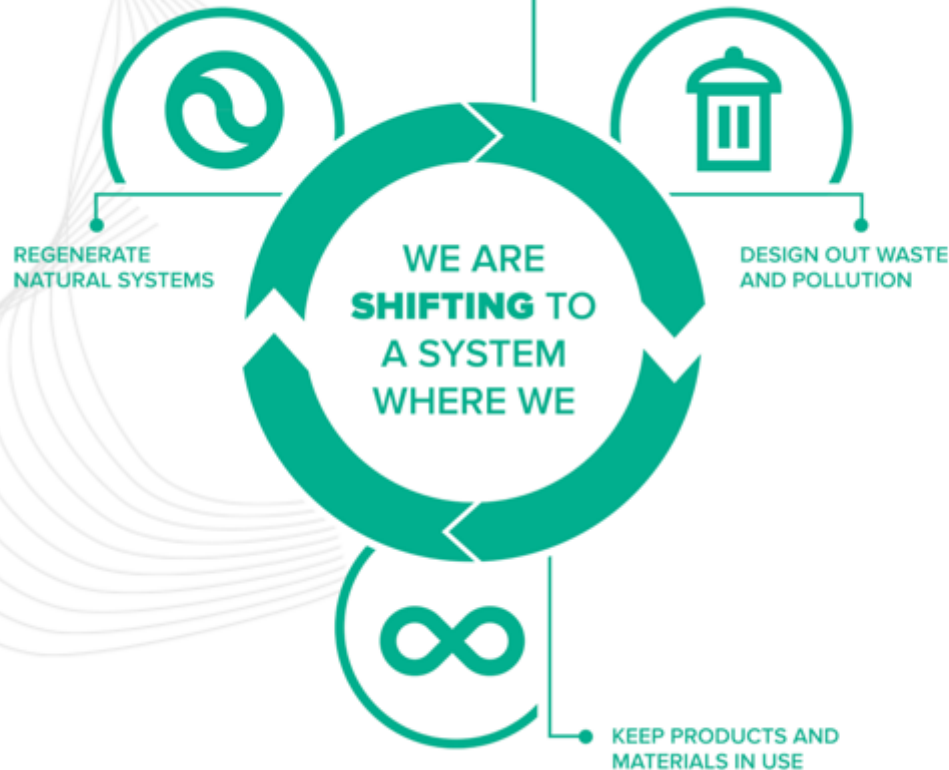 REGENERATE
NATURAL SYSTEMS
DESIGN OUT WASTE
AND POLLUTION
WE ARE
SHIFTING TO
A SYSTEM
WHERE WE
KEEP PRODUCTS AND
MATERIALS IN USE